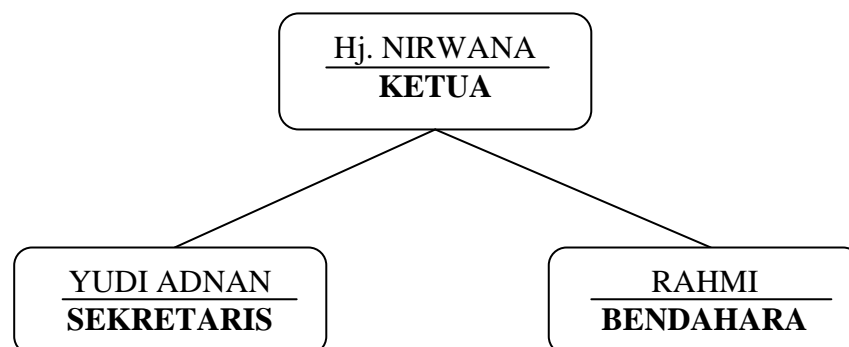 Hj. NIRWANA
KETUA
YUDI ADNAN
SEKRETARIS
RAHMI
BENDAHARA